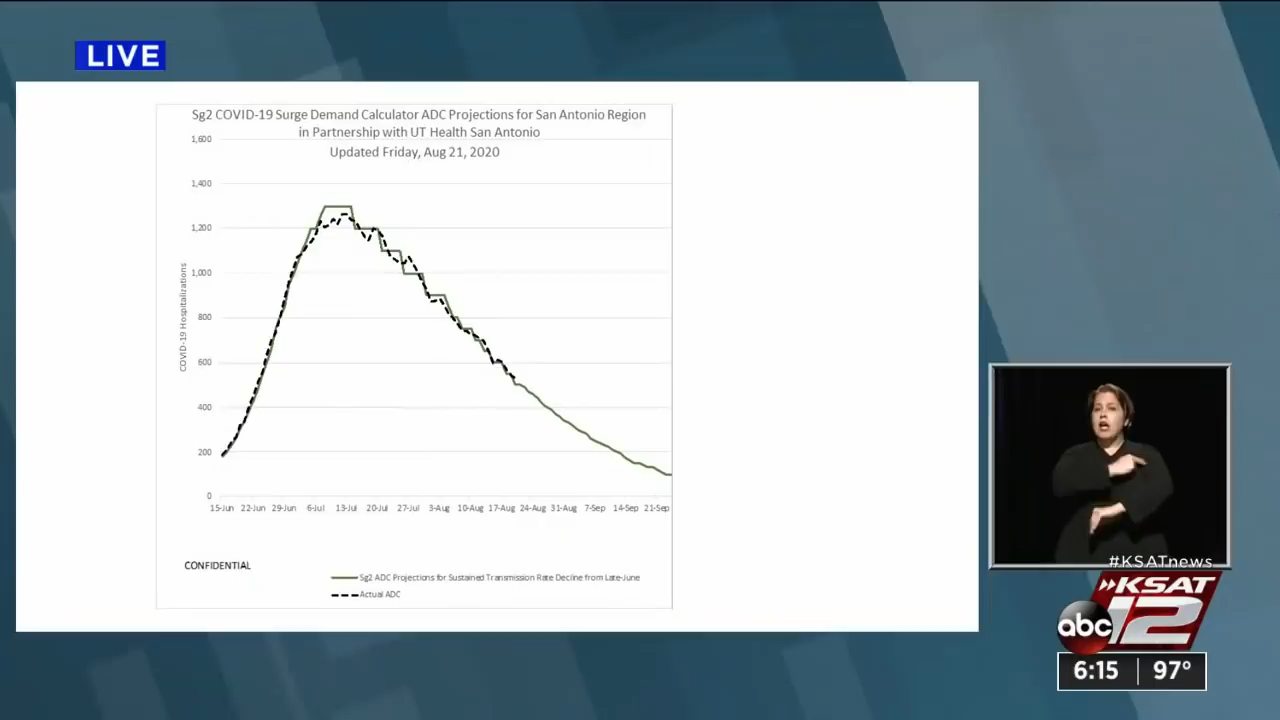 LIVE
Sg2 COVID-19 Surge Demand Calculator ADC Projections for San Antonio Region
in Partnership with UT Health San Antonio
Updated Friday, Aug 21, 2020
1,600
1,400
1,200
1,000
800
600
400
200
0
COVID-19 Hospitalizations
15-Jun 22-Jun 29-Jun 6-Jul 13-Jul 20-Jul 27-Jul 3-Aug 10-Aug 17-Aug 24-Aug 31-Aug 7-Sep 14-Sep 21-Sep
CONFIDENTIAL
Sg2 ADC Projections for Sustained Transmission Rate Decline from Late-June
Actual ADC
#KSATnews
KSAT
abc 12
6:15 97°